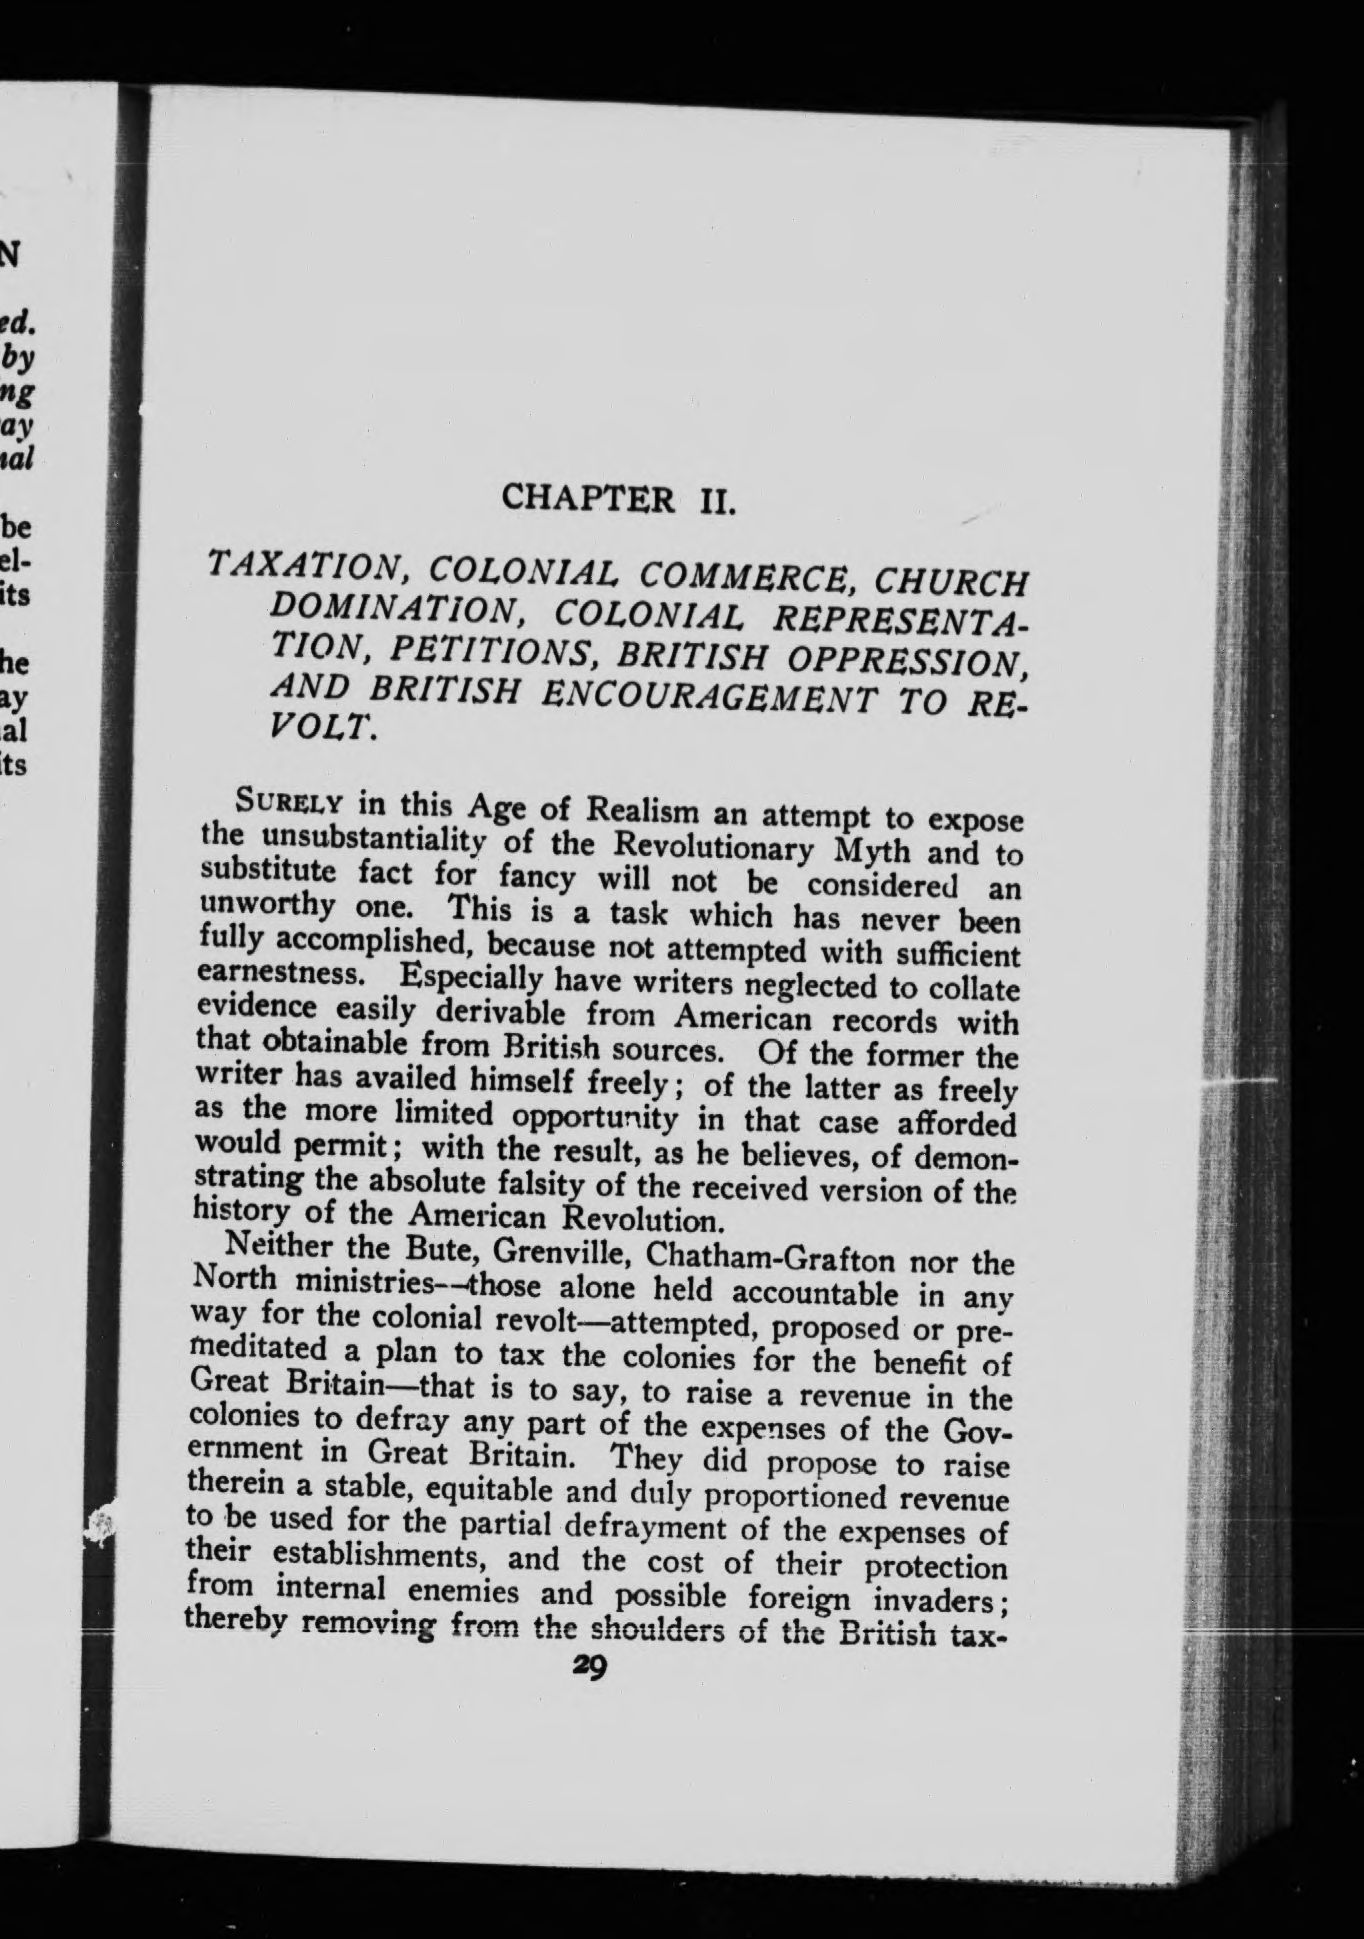 N
ed.
by
ng
ay
nal
be
el-
its
he
ay
al
its
CHAPTER II.
TAXATION, COLONIAL COMMERCE, CHURCH
DOMINATION, COLONIAL REPRESENTA-
TION, PETITIONS, BRITISH OPPRESSION,
AND BRITISH ENCOURAGEMENT TO RE-
VOLT.
SURELY in this Age of Realism an attempt to expose
the unsubstantiality of the Revolutionary Myth and to
substitute fact for fancy will not be considered an
unworthy one. This is a task which has never been
fully accomplished, because not attempted with sufficient
earnestness. Especially have writers neglected to collate
evidence easily derivable from American records with
that obtainable from British sources. Of the former the
writer has availed himself freely; of the latter as freely
as the more limited opportunity in that case afforded
would permit; with the result, as he believes, of demon-
strating the absolute falsity of the received version of the
history of the American Revolution.
Neither the Bute, Grenville, Chatham-Grafton nor the
North ministries—those alone held accountable in any
way for the colonial revolt—attempted, proposed or pre-
meditated a plan to tax the colonies for the benefit of
Great Britain—that is to say, to raise a revenue in the
colonies to defray any part of the expenses of the Gov-
ernment in Great Britain. They did propose to raise
therein a stable, equitable and duly proportioned revenue
to be used for the partial defrayment of the expenses of
their establishments, and the cost of their protection
from internal enemies and possible foreign invaders;
thereby removing from the shoulders of the British tax-
29